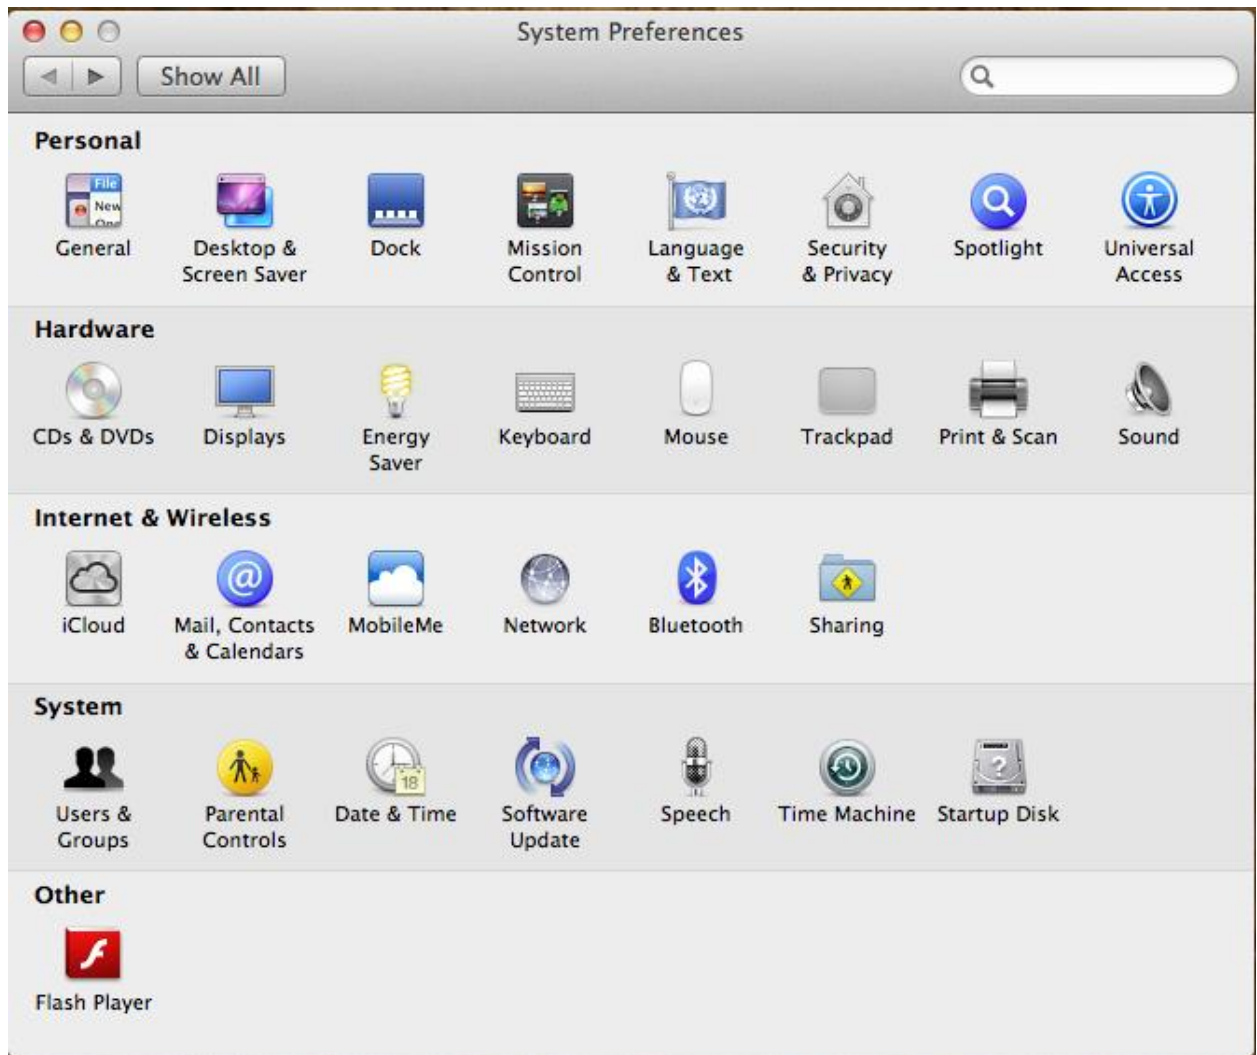 System Preferences
Show All
Personal
File
New
General
Desktop &
Screen Saver
Dock
Mission
Control
Language
& Text
Security
& Privacy
Spotlight
Universal
Access
Hardware
CDs & DVDs
Displays
Energy
Saver
Keyboard
Mouse
Trackpad
Print & Scan
Sound
Internet & Wireless
iCloud
@
Mail, Contacts
& Calendars
MobileMe
Network
Bluetooth
Sharing
System
Users &
Groups
Parental
Controls
18
Date & Time
Software
Update
Speech
Time Machine
?
Startup Disk
Other
Flash Player